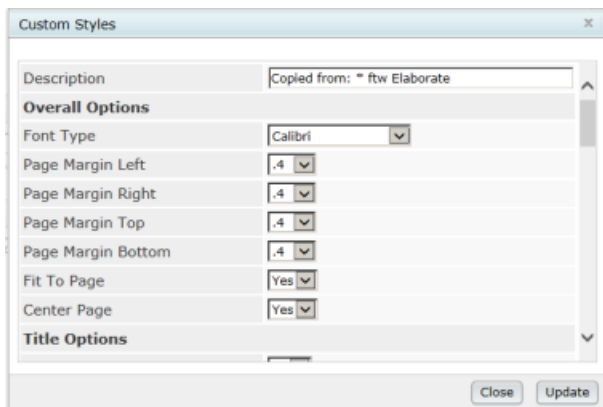 Custom Styles x
Description Copied from: * ftw Elaborate
Overall Options
Font Type Calibri
Page Margin Left .4
Page Margin Right .4
Page Margin Top .4
Page Margin Bottom .4
Fit To Page Yes
Center Page Yes
Title Options
Close Update